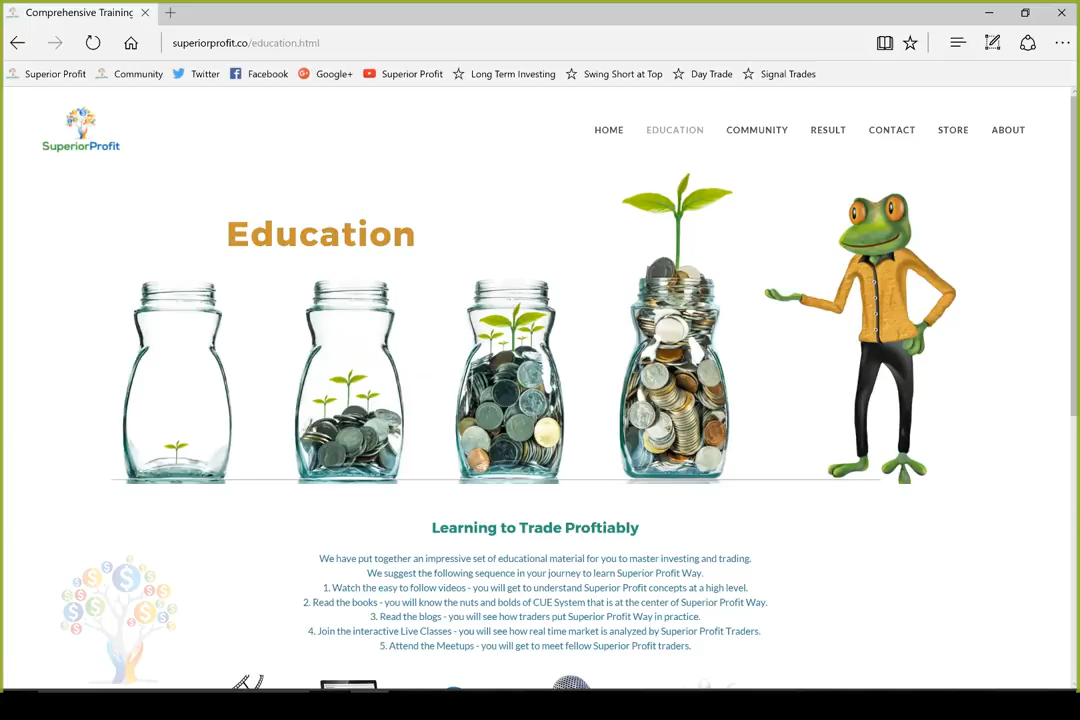 Comprehensive Training
superiorprofit.co/education.html
Superior Profit Community Twitter Facebook Google+ Superior Profit Long Term Investing Swing Short at Top Day Trade Signal Trades
SuperiorProfit
HOME EDUCATION COMMUNITY RESULT CONTACT STORE ABOUT
Education
Learning to Trade Proftiably
We have put together an impressive set of educational material for you to master investing and trading.
We suggest the following sequence in your journey to learn Superior Profit Way.
1. Watch the easy to follow videos - you will get to understand Superior Profit concepts at a high level.
2. Read the books - you will know the nuts and bolds of CUE System that is at the center of Superior Profit Way.
3. Read the blogs - you will see how traders put Superior Profit Way in practice.
4. Join the interactive Live Classes - you will see how real time market is analyzed by Superior Profit Traders.
5. Attend the Meetups - you will get to meet fellow Superior Profit traders.